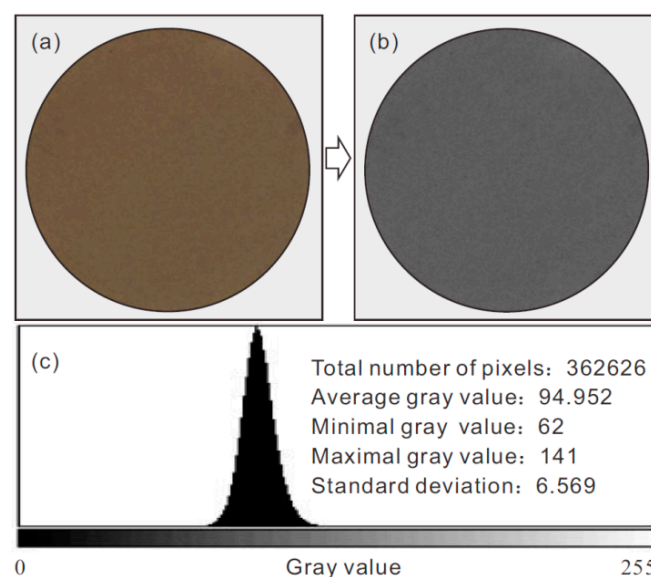 (a)
(b)
(c)
Total number of pixels: 362626
Average gray value: 94.952
Minimal gray value: 62
Maximal gray value: 141
Standard deviation: 6.569
0 Gray value 255